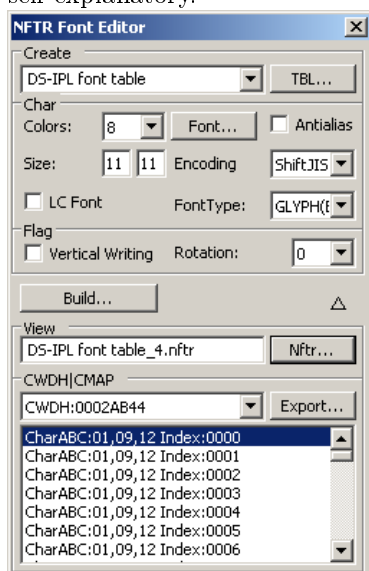 self explanatory.
NFTR Font Editor
Create
DS-IPL font table
TBL...
Char
Colors: 8 Font... Antialias
Size: 11 11 Encoding ShiftJIS
LC Font FontType: GLYPH(E
Flag
Vertical Writing Rotation: 0
Build...
View
DS-IPL font table_4.nftr Nftr...
CWDH|CMAP
CWDH:0002AB44 Export...
CharABC:01,09,12 Index:0000
CharABC:01,09,12 Index:0001
CharABC:01,09,12 Index:0002
CharABC:01,09,12 Index:0003
CharABC:01,09,12 Index:0004
CharABC:01,09,12 Index:0005
CharABC:01,09,12 Index:0006